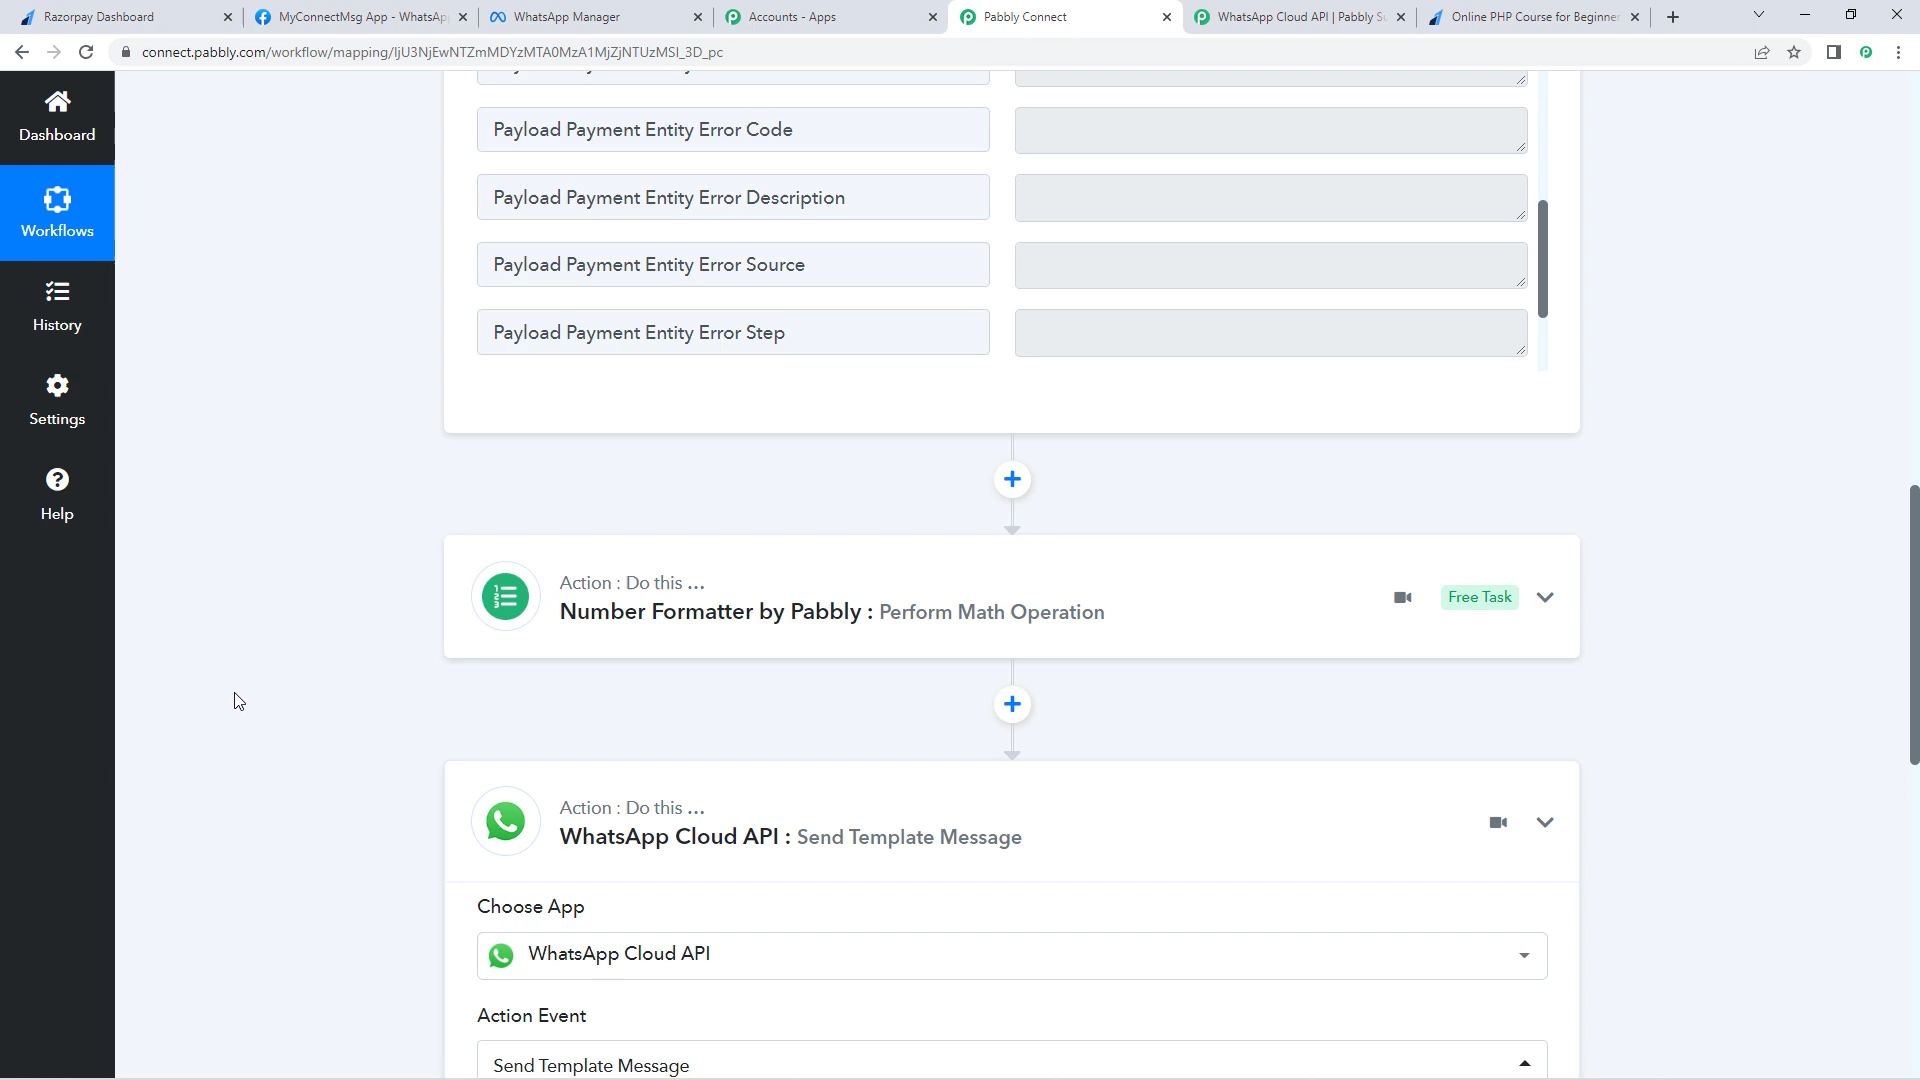 Razorpay Dashboard
MyConnectMsg App - WhatsAp
WhatsApp Manager
Accounts - Apps
Pabbly Connect
WhatsApp Cloud API | Pabbly Su
Online PHP Course for Beginner
connect.pabbly.com/workflow/mapping/IjU3NjEwNTZmMDYzMTA0MzA1MjZjNTUzMSI_3D_pc
Dashboard
Workflows
History
Settings
Help
Payload Payment Entity Error Code
Payload Payment Entity Error Description
Payload Payment Entity Error Source
Payload Payment Entity Error Step
Action : Do this ...
Number Formatter by Pabbly : Perform Math Operation
Free Task
Action : Do this ...
WhatsApp Cloud API : Send Template Message
Choose App
WhatsApp Cloud API
Action Event
Send Template Message